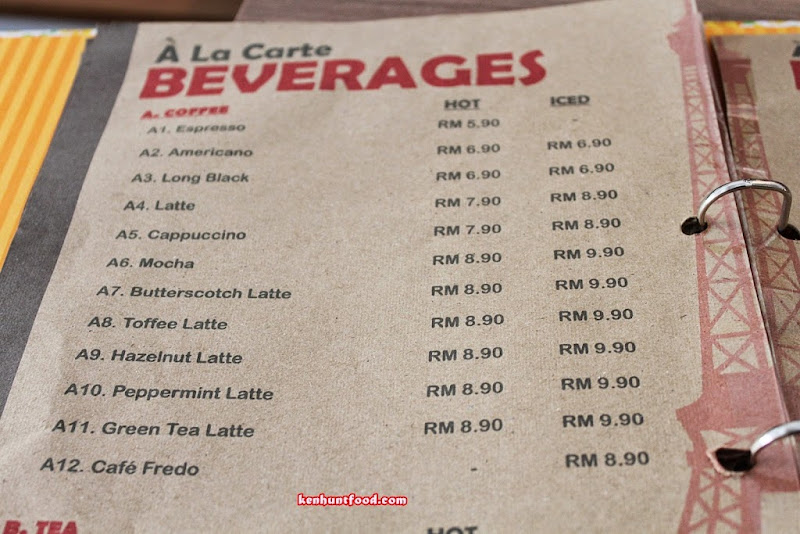 À La Carte
BEVERAGES
A. COFFEE HOT ICED
A1. Espresso RM 5.90
A2. Americano RM 6.90 RM 6.90
A3. Long Black RM 6.90 RM 6.90
A4. Latte RM 7.90 RM 8.90
A5. Cappuccino RM 7.90 RM 8.90
A6. Mocha RM 8.90 RM 9.90
A7. Butterscotch Latte RM 8.90 RM 9.90
A8. Toffee Latte RM 8.90 RM 9.90
A9. Hazelnut Latte RM 8.90 RM 9.90
A10. Peppermint Latte RM 8.90 RM 9.90
A11. Green Tea Latte RM 8.90 RM 9.90
A12. Café Fredo RM 8.90
kenhuntfood.com
B. TEA HOT